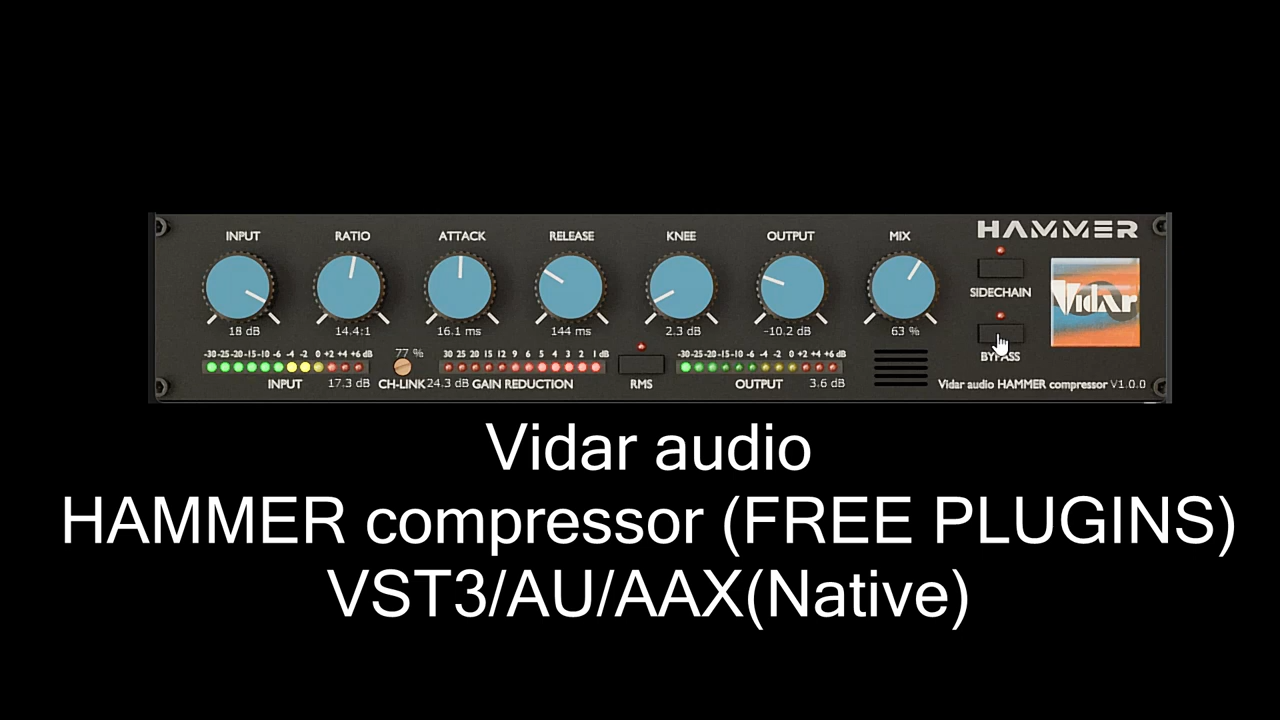 INPUT RATIO ATTACK RELEASE KNEE OUTPUT MIX HAMMER
18 dB 14.4:1 16.1 ms 144 ms 2.3 dB -10.2 dB 63 % SIDECHAIN
Vidar
BYPASS
-30 -25 -20 -15 -10 -6 -4 -2 0 +2 +4 +6 dB 77 % 30 25 20 15 12 9 6 5 4 3 2 1 dB -30 -25 -20 -15 -10 -6 -4 -2 0 +2 +4 +6 dB
INPUT 17.3 dB CH-LINK 24.3 dB GAIN REDUCTION RMS OUTPUT 3.6 dB Vidar audio HAMMER compressor V1.0.0
Vidar audio
HAMMER compressor (FREE PLUGINS)
VST3/AU/AAX(Native)